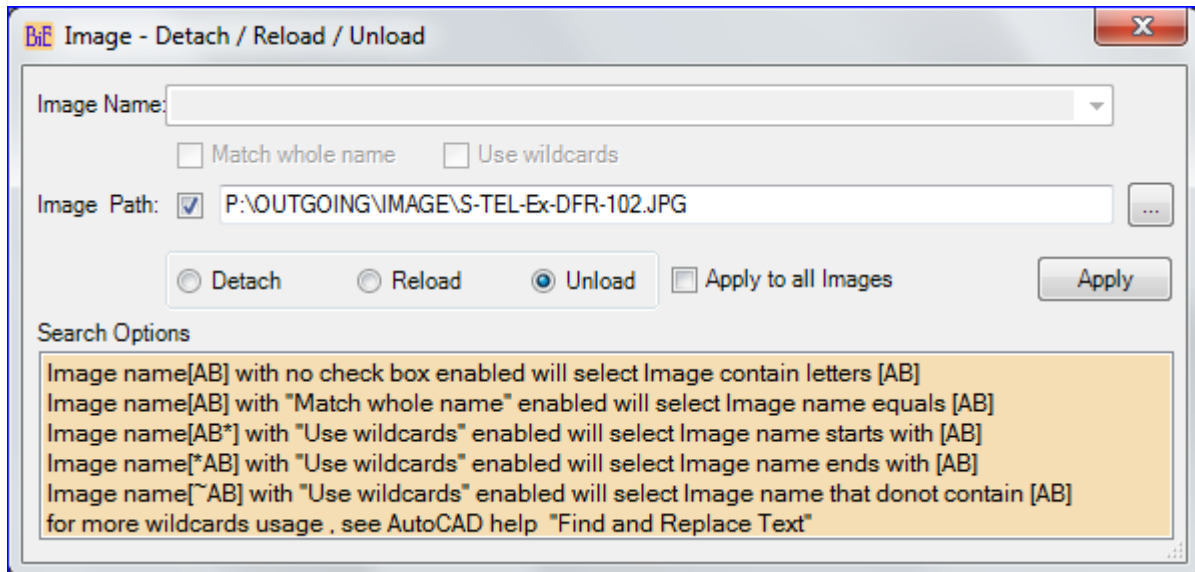 BiE Image - Detach / Reload / Unload
Image Name:
Match whole name Use wildcards
Image Path: P:\OUTGOING\IMAGE\S-TEL-Ex-DFR-102.JPG ...
Detach Reload Unload Apply to all Images Apply
Search Options
Image name[AB] with no check box enabled will select Image contain letters [AB]
Image name[AB] with "Match whole name" enabled will select Image name equals [AB]
Image name[AB*] with "Use wildcards" enabled will select Image name starts with [AB]
Image name[*AB] with "Use wildcards" enabled will select Image name ends with [AB]
Image name[~AB] with "Use wildcards" enabled will select Image name that donot contain [AB]
for more wildcards usage , see AutoCAD help  "Find and Replace Text"